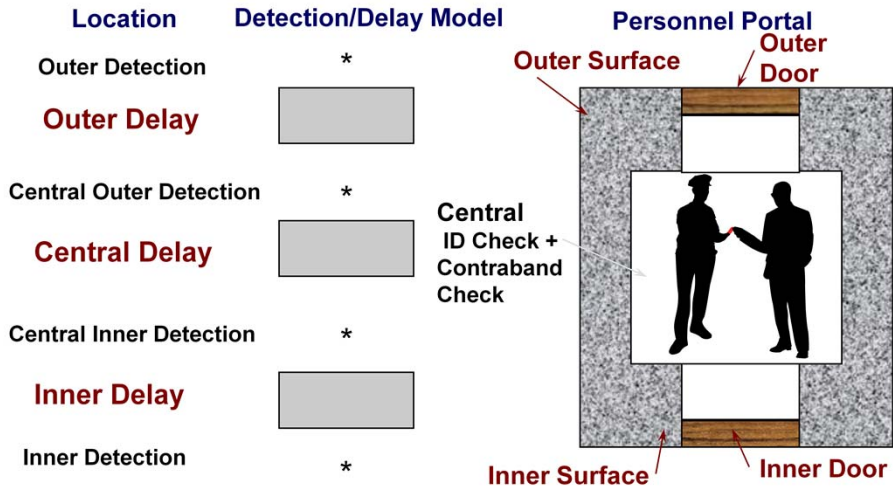 Location
Detection/Delay Model
Personnel Portal
Outer Detection
*
Outer Delay
Central Outer Detection
*
Central Delay
Central Inner Detection
*
Inner Delay
Inner Detection
*
Outer Surface
Outer
Door
Central
ID Check +
Contraband
Check
Inner Surface
Inner Door